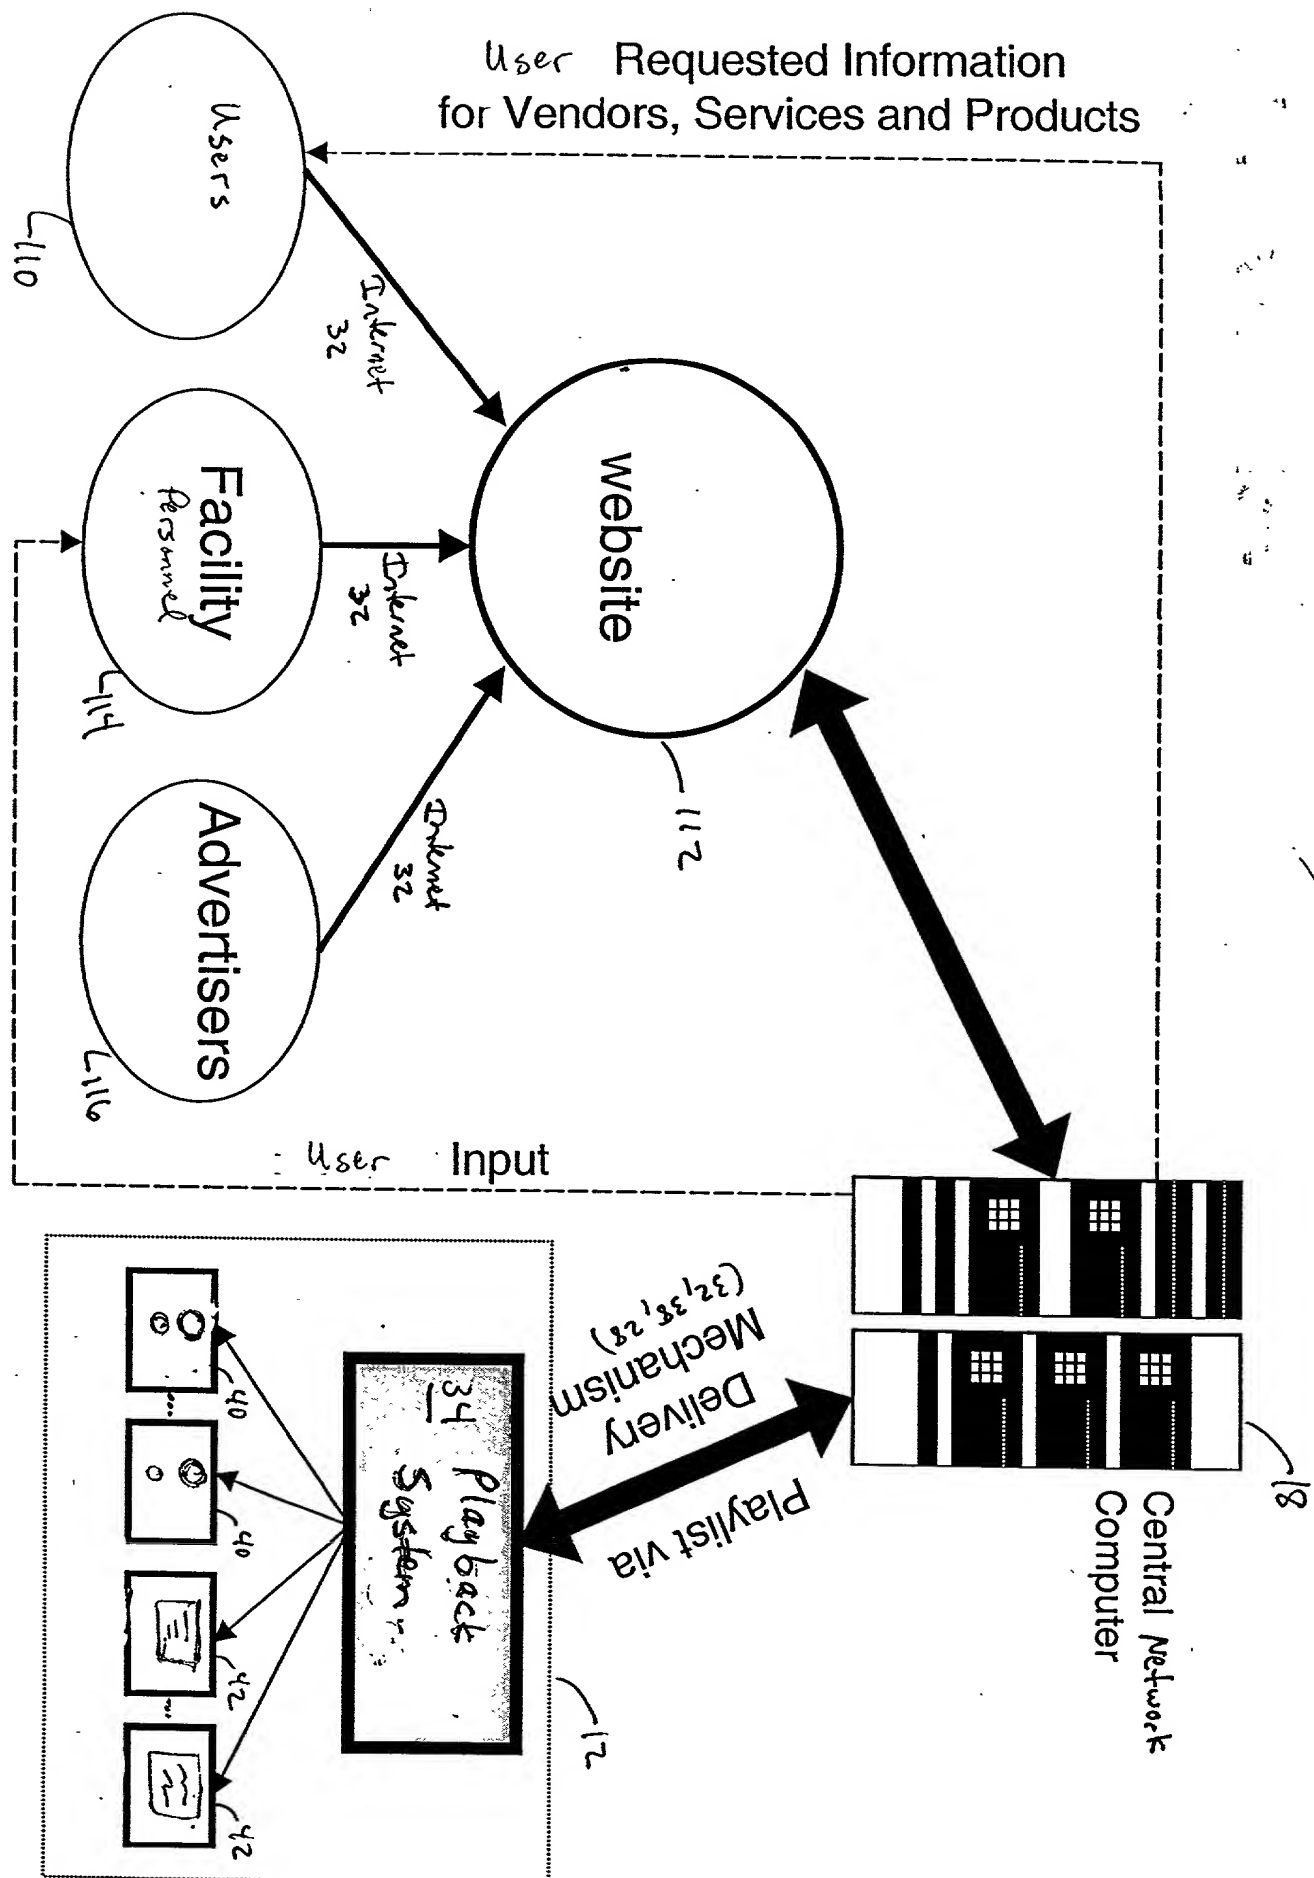 User Requested Information
for Vendors, Services and Products
Users
110
Internet
32
website
112
Facility
Personnel
114
Internet
32
Advertisers
116
Internet
32
User Input
18
Central Network
Computer
Playlist via
Delivery
Mechanism
(32, 38, 28)
12
34 Playback
System
40
40
42
42